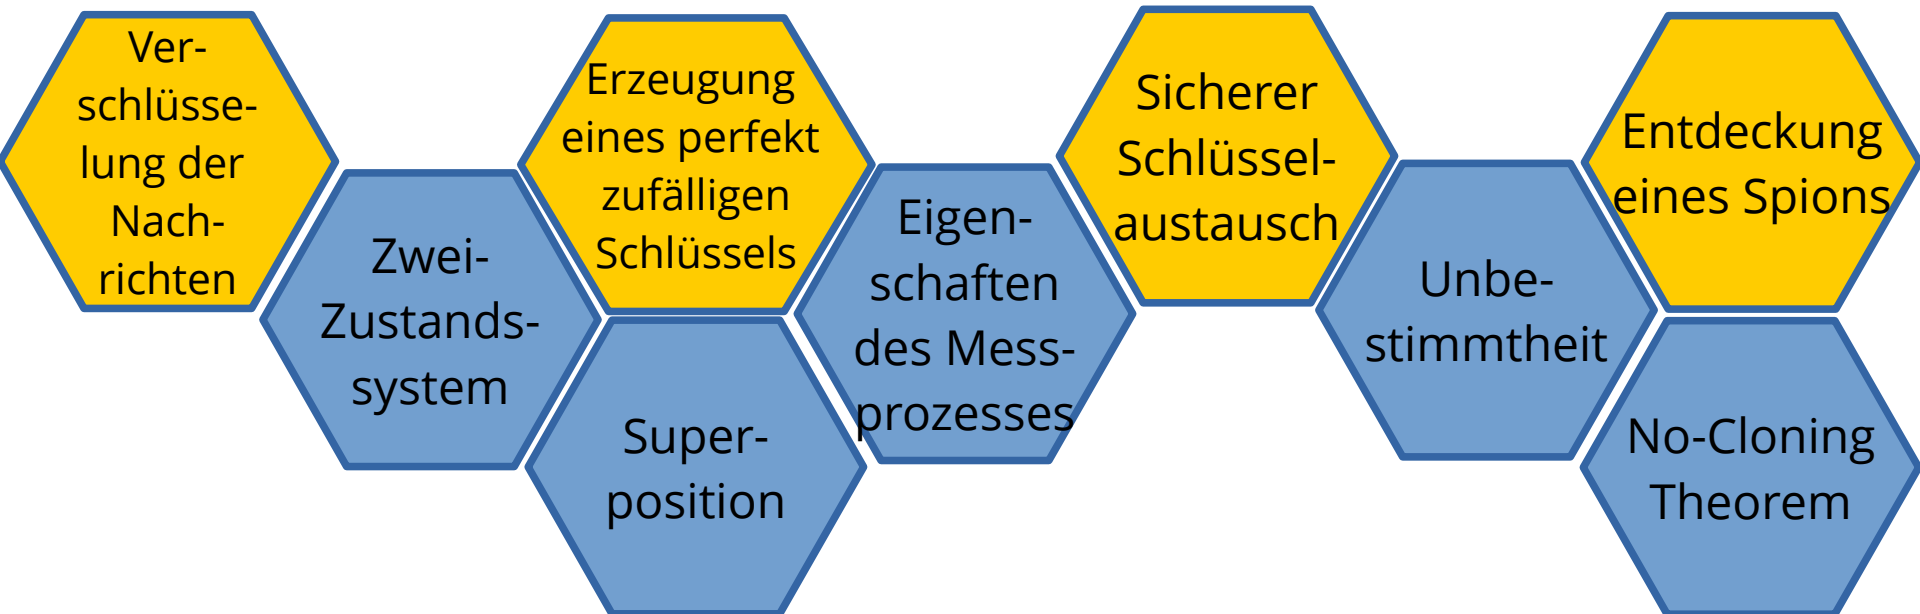 Ver-
schlüsse-
lung der
Nach-
richten
Zwei-
Zustands-
system
Erzeugung
eines perfekt
zufälligen
Schlüssels
Super-
position
Eigen-
schaften
des Mess-
prozesses
Sicherer
Schlüssel-
austausch
Unbe-
stimmtheit
Entdeckung
eines Spions
No-Cloning
Theorem